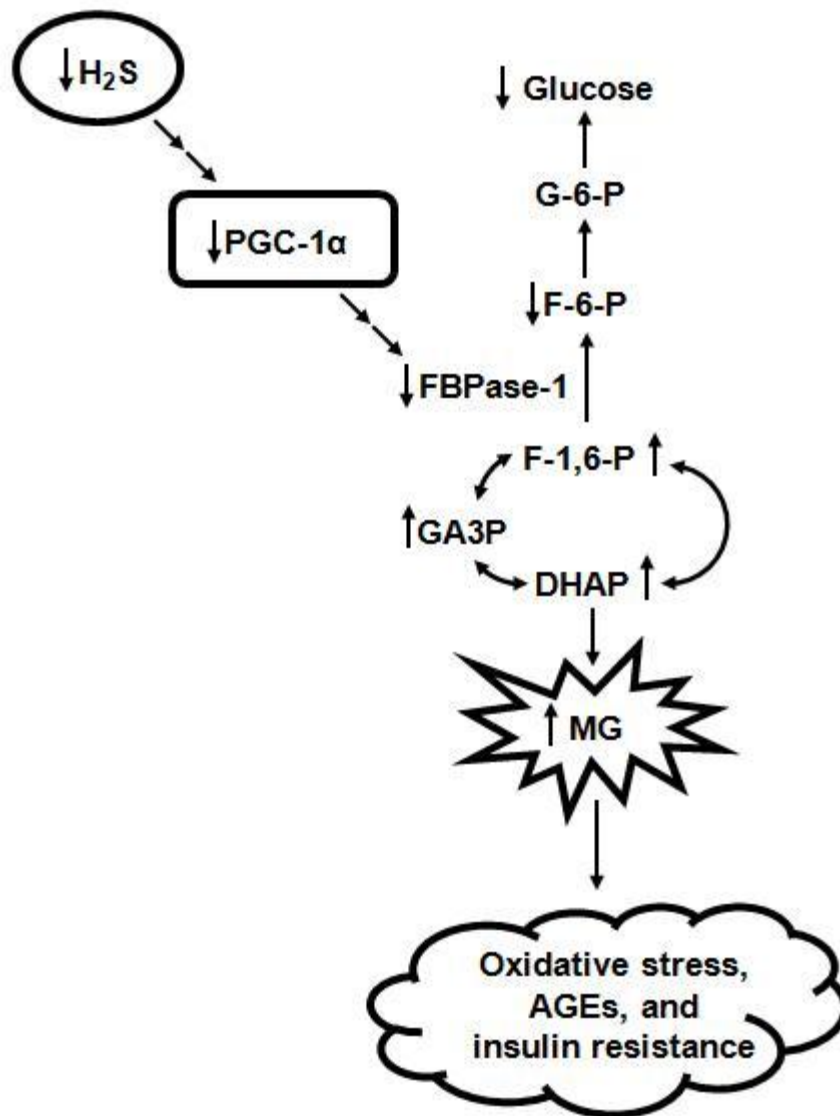 ↓H₂S
↓ Glucose
G-6-P
↓PGC-1α
↓F-6-P
↓FBPase-1
F-1,6-P↑
↑GA3P
DHAP↑
↑MG
Oxidative stress,
AGEs, and
insulin resistance